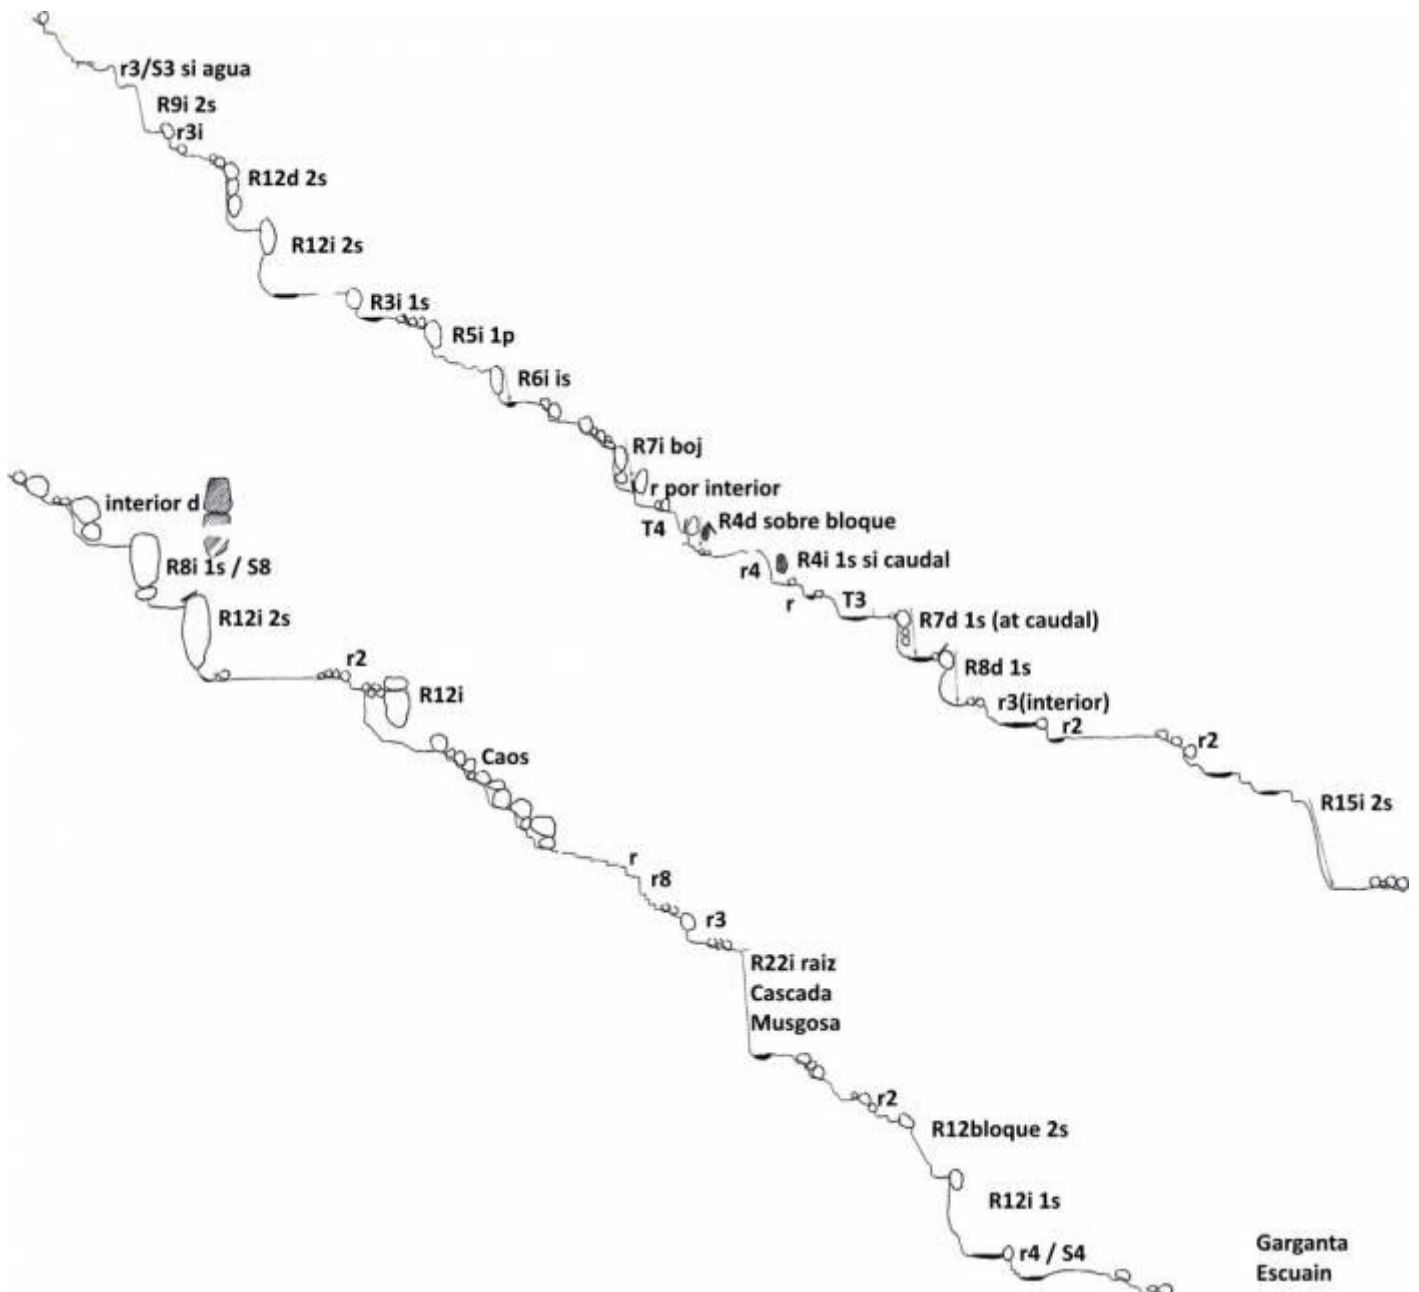 r3/S3 si agua
R9i 2s
r3i
R12d 2s
R12i 2s
R3i 1s
R5i 1p
R6i is
R7i boj
r por interior
T4
R4d sobre bloque
r4
R4i 1s si caudal
r
T3
R7d 1s (at caudal)
R8d 1s
r3(interior)
r2
r2
R15i 2s
interior d
R8i 1s / S8
R12i 2s
r2
R12i
Caos
r
r8
r3
R22i raiz
Cascada
Musgosa
r2
R12bloque 2s
R12i 1s
r4 / S4
Garganta
Escuain